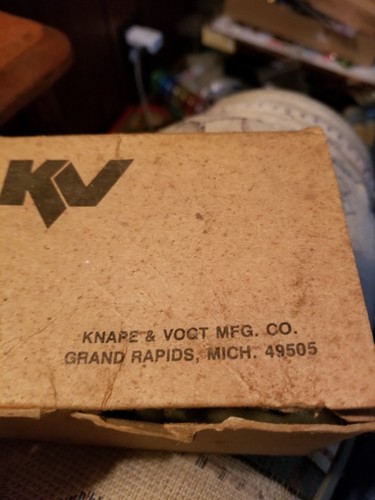 KV
KNAPE & VOGT MFG. CO.
GRAND RAPIDS, MICH. 49505